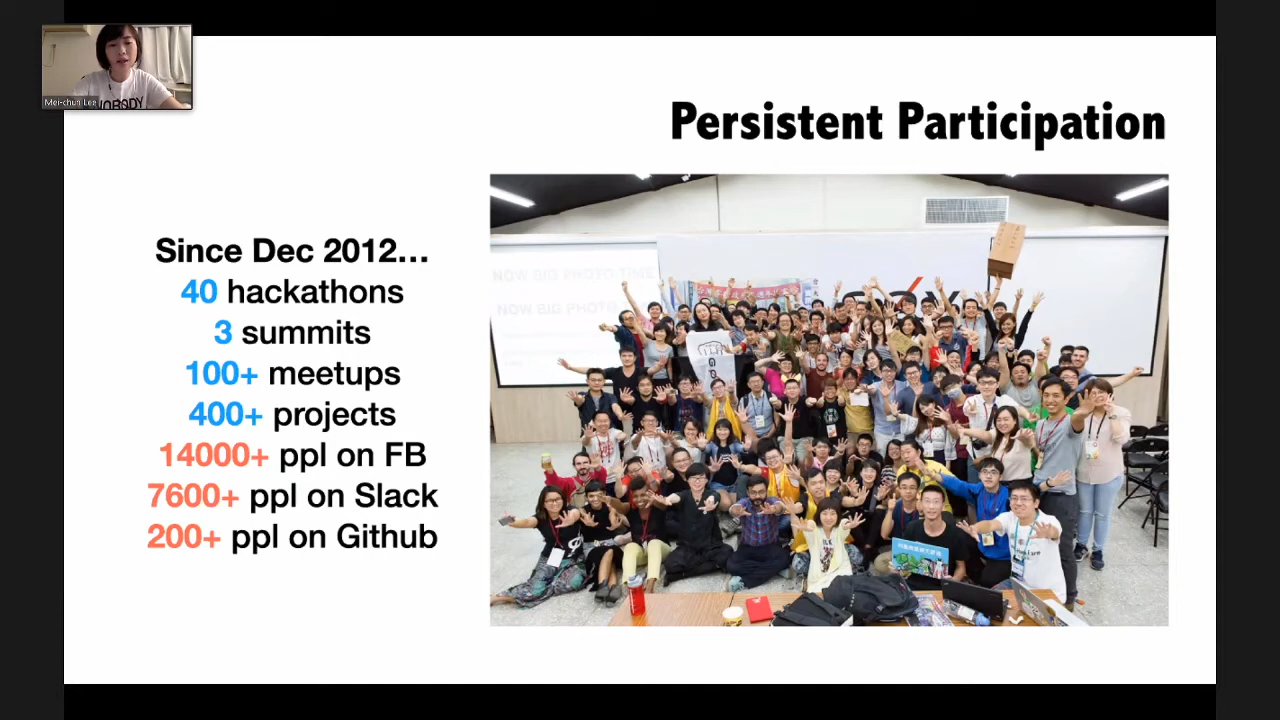 Mei-chun Lee
NOBODY
Persistent Participation
Since Dec 2012...
40 hackathons
3 summits
100+ meetups
400+ projects
14000+ ppl on FB
7600+ ppl on Slack
200+ ppl on Github
NOW BIG PHOTO TIME
NOW BIG PHOTO